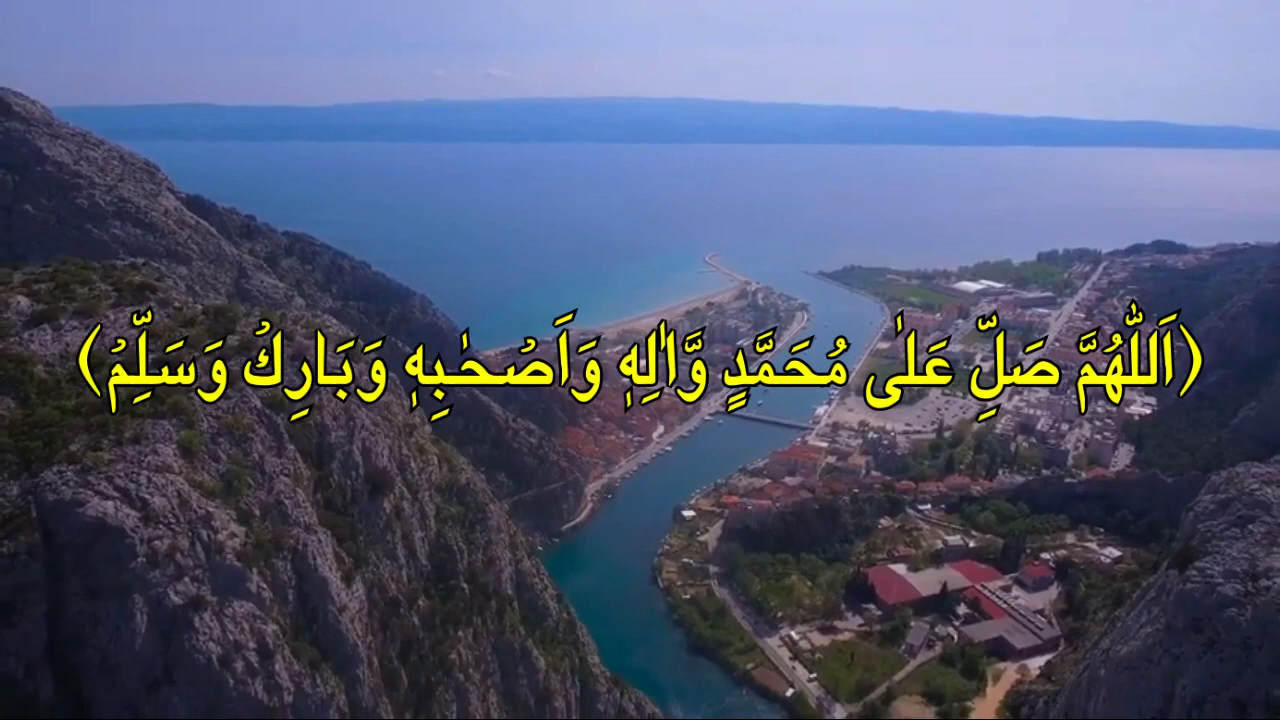 (اَللّٰهُمَّ صَلِّ عَلٰى مُحَمَّدٍ وَّاٰلِهٖ وَاَصْحٰبِهٖ وَبَارِكْ وَسَلِّمْ)